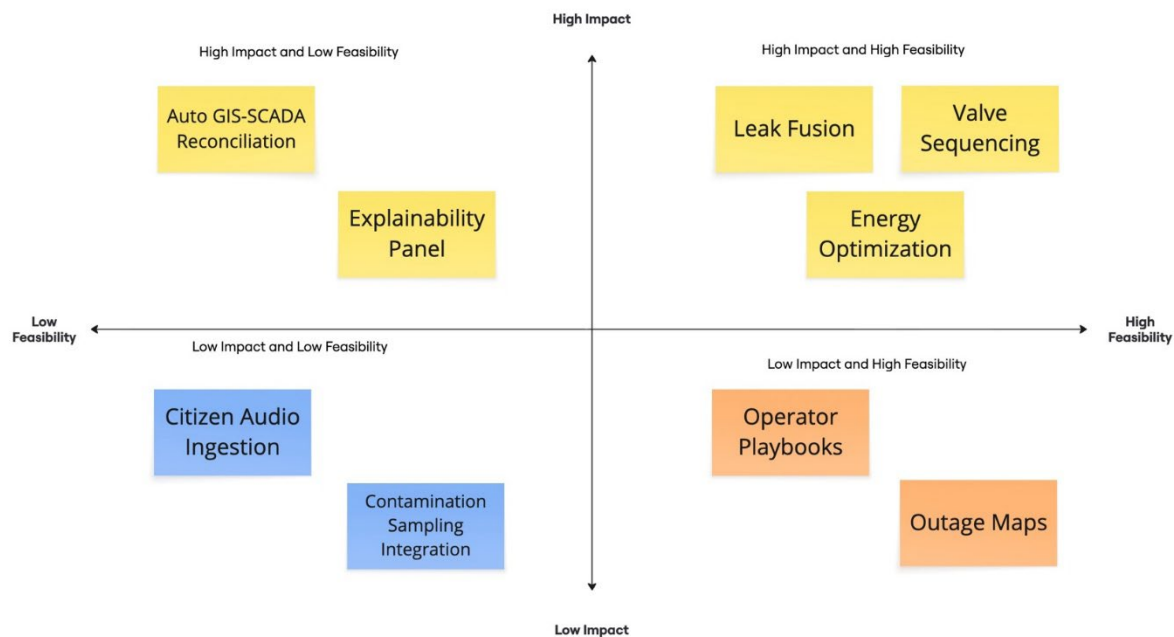 High Impact
High Impact and Low Feasibility
High Impact and High Feasibility
Auto GIS-SCADA
Reconciliation
Leak Fusion
Valve
Sequencing
Explainability
Panel
Energy
Optimization
Low
Feasibility
High
Feasibility
Low Impact and Low Feasibility
Low Impact and High Feasibility
Citizen Audio
Ingestion
Operator
Playbooks
Contamination
Sampling
Integration
Outage Maps
Low Impact